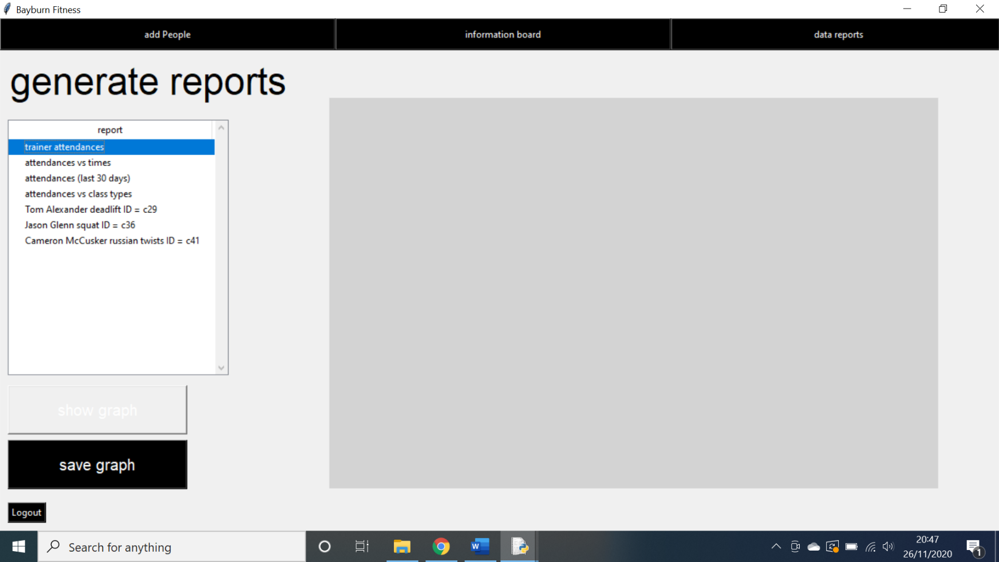 Bayburn Fitness
add People
information board
data reports
generate reports
report
trainer attendances
attendances vs times
attendances (last 30 days)
attendances vs class types
Tom Alexander deadlift ID = c29
Jason Glenn squat ID = c36
Cameron McCusker russian twists ID = c41
show graph
save graph
Logout
Search for anything
W
20:47
26/11/2020
1